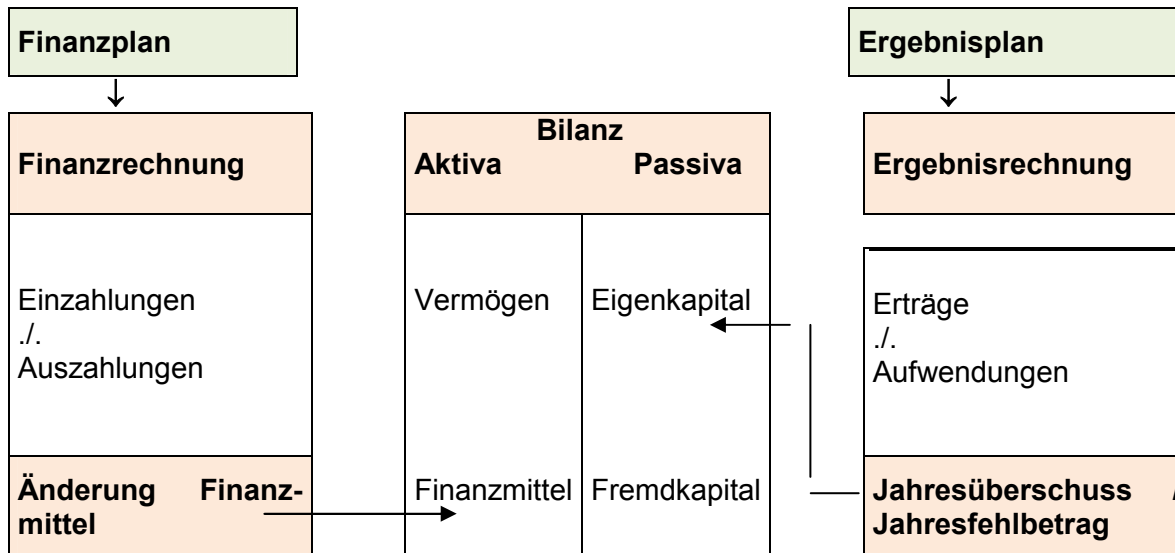 Finanzplan
Ergebnisplan
Finanzrechnung
Bilanz
Aktiva Passiva
Ergebnisrechnung
Einzahlungen
./.
Auszahlungen
Vermögen
Eigenkapital
Erträge
./.
Aufwendungen
Änderung Finanz-
mittel
Finanzmittel
Fremdkapital
Jahresüberschuss
Jahresfehlbetrag